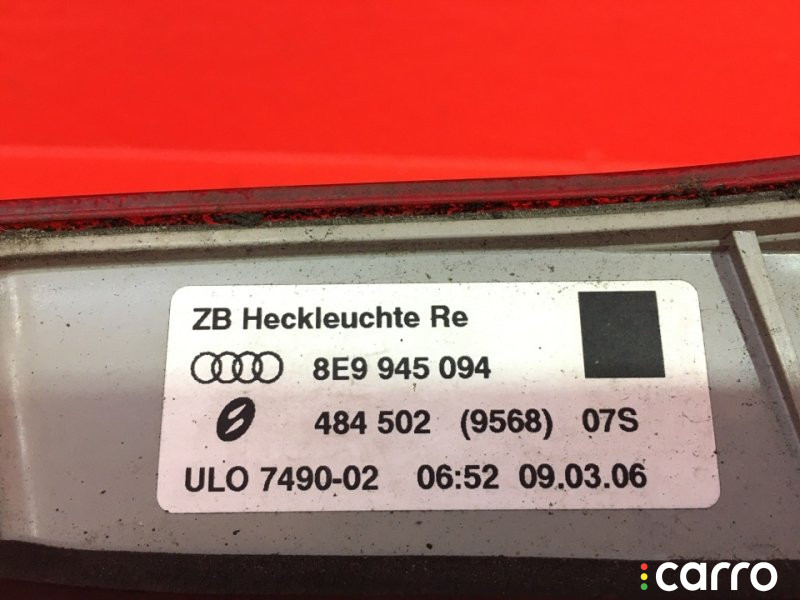 ZB Heckleuchte Re
8E9 945 094
484 502 (9568) 07S
ULO 7490-02 06:52 09.03.06
carro